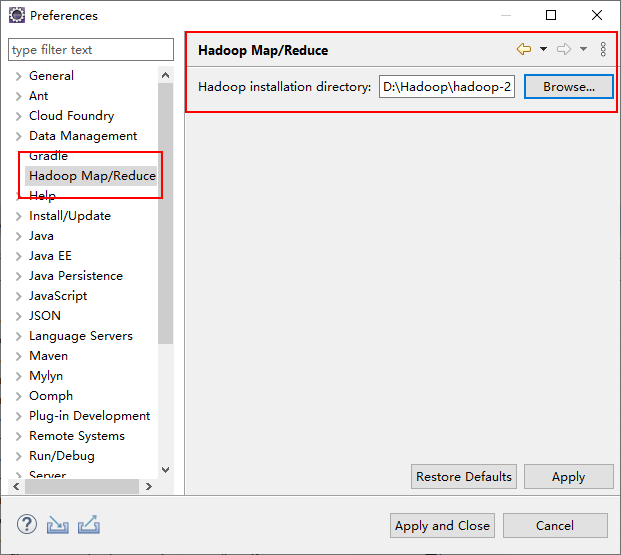 Preferences
type filter text
General
Ant
Cloud Foundry
Data Management
Gradle
Hadoop Map/Reduce
Help
Install/Update
Java
Java EE
Java Persistence
JavaScript
JSON
Language Servers
Maven
Mylyn
Oomph
Plug-in Development
Remote Systems
Run/Debug
Server
Hadoop Map/Reduce
Hadoop installation directory: D:\Hadoop\hadoop-2 Browse...
Restore Defaults Apply
? Apply and Close Cancel